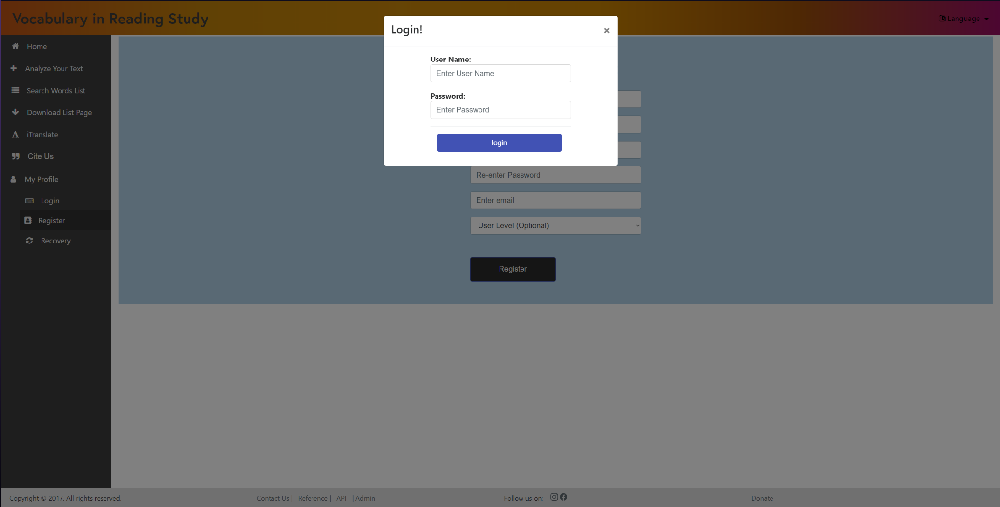 Vocabulary in Reading Study
Language
Home
Analyze Your Text
Search Words List
Download List Page
iTranslate
Cite Us
My Profile
Login
Register
Recovery
Login!
×
User Name:
Enter User Name
Password:
Enter Password
login
Re-enter Password
Enter email
User Level (Optional)
Register
Copyright © 2017. All rights reserved.
Contact Us | Reference | API | Admin
Follow us on:
Donate